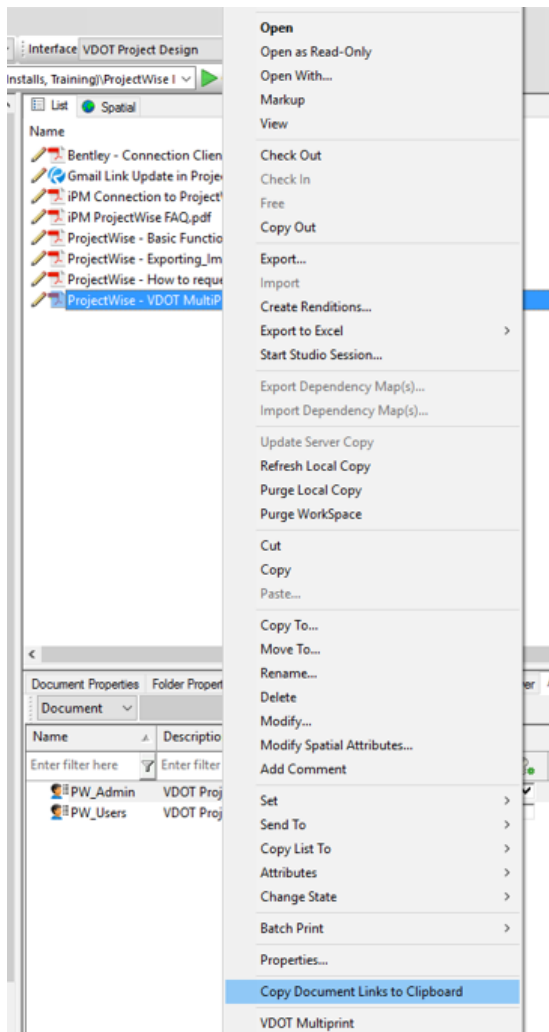 Interface VDOT Project Design
nstalls, Training)\ProjectWise
List Spatial
Name
Bentley - Connection Clien
Gmail Link Update in Proje
iPM Connection to Project
iPM ProjectWise FAQ.pdf
ProjectWise - Basic Functio
ProjectWise - Exporting_Im
ProjectWise - How to reque
ProjectWise - VDOT MultiP
Open
Open as Read-Only
Open With...
Markup
View
Check Out
Check In
Free
Copy Out
Export...
Import
Create Renditions...
Export to Excel
Start Studio Session...
Export Dependency Map(s)...
Import Dependency Map(s)...
Update Server Copy
Refresh Local Copy
Purge Local Copy
Purge WorkSpace
Cut
Copy
Paste...
Copy To...
Move To...
Rename...
Delete
Modify...
Modify Spatial Attributes...
Add Comment
Set
Send To
Copy List To
Attributes
Change State
Batch Print
Properties...
Copy Document Links to Clipboard
VDOT Multiprint
Document Properties Folder Propert er
Document
Name Descriptio
Enter filter here Enter filter
PW_Admin VDOT Proj
PW_Users VDOT Proj